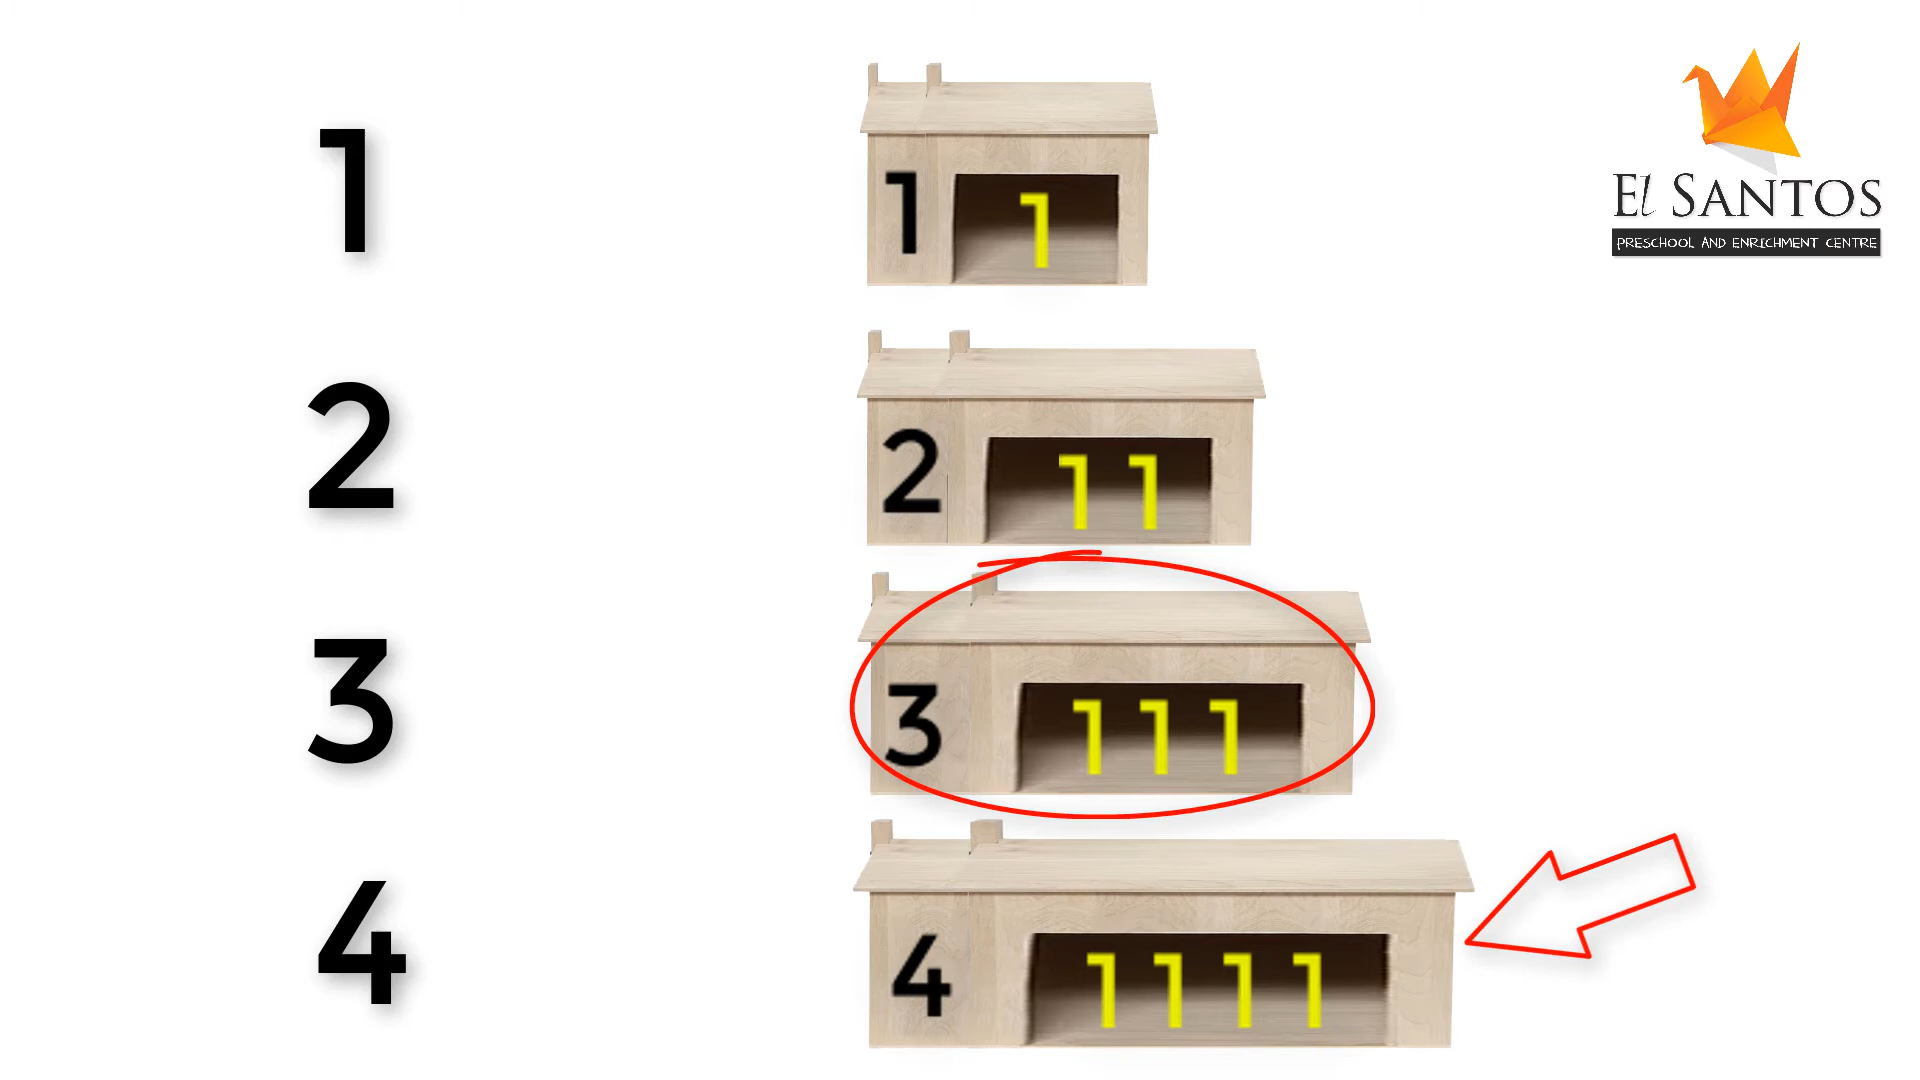 1
1 1
2
2 1 1
3
3 1 1 1
4
4 1 1 1 1
El Santos
PRESCHOOL AND ENRICHMENT CENTRE